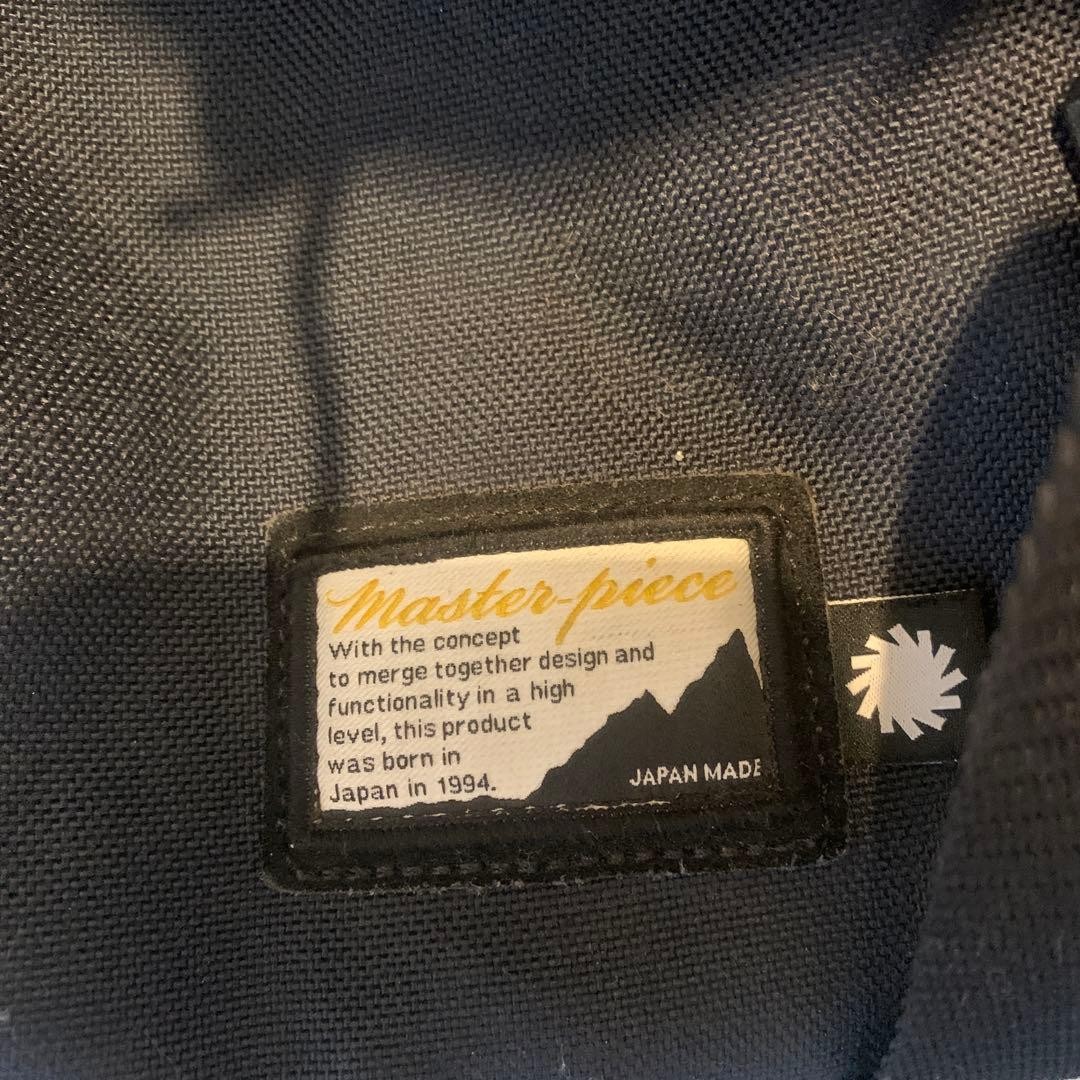 Master-piece
With the concept
to merge together design and
functionality in a high
level, this product
was born in
Japan in 1994.
JAPAN MADE